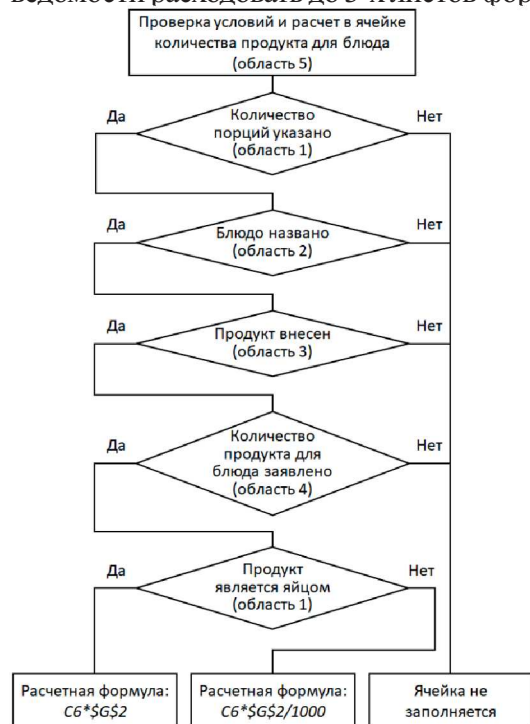 Проверка условий и расчет в ячейке
количества продукта для блюда
(область 5)
Да
Количество
порций указано
(область 1)
Нет
Да
Блюдо названо
(область 2)
Нет
Да
Продукт внесен
(область 3)
Нет
Да
Количество
продукта для
блюда заявлено
(область 4)
Нет
Да
Продукт
является яйцом
(область 1)
Нет
Расчетная формула:
C6*$G$2
Расчетная формула:
C6*$G$2/1000
Ячейка не
заполняется